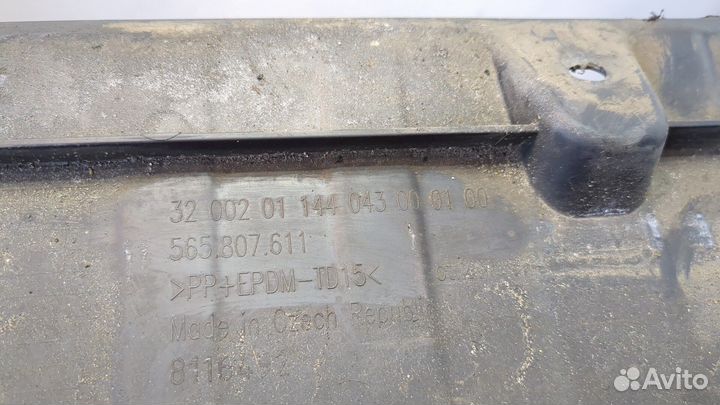 32 002 01 144 043 00 01 00
565.807.611
>PP+EPDM-TD15<
Made in Czech Republic
Avito